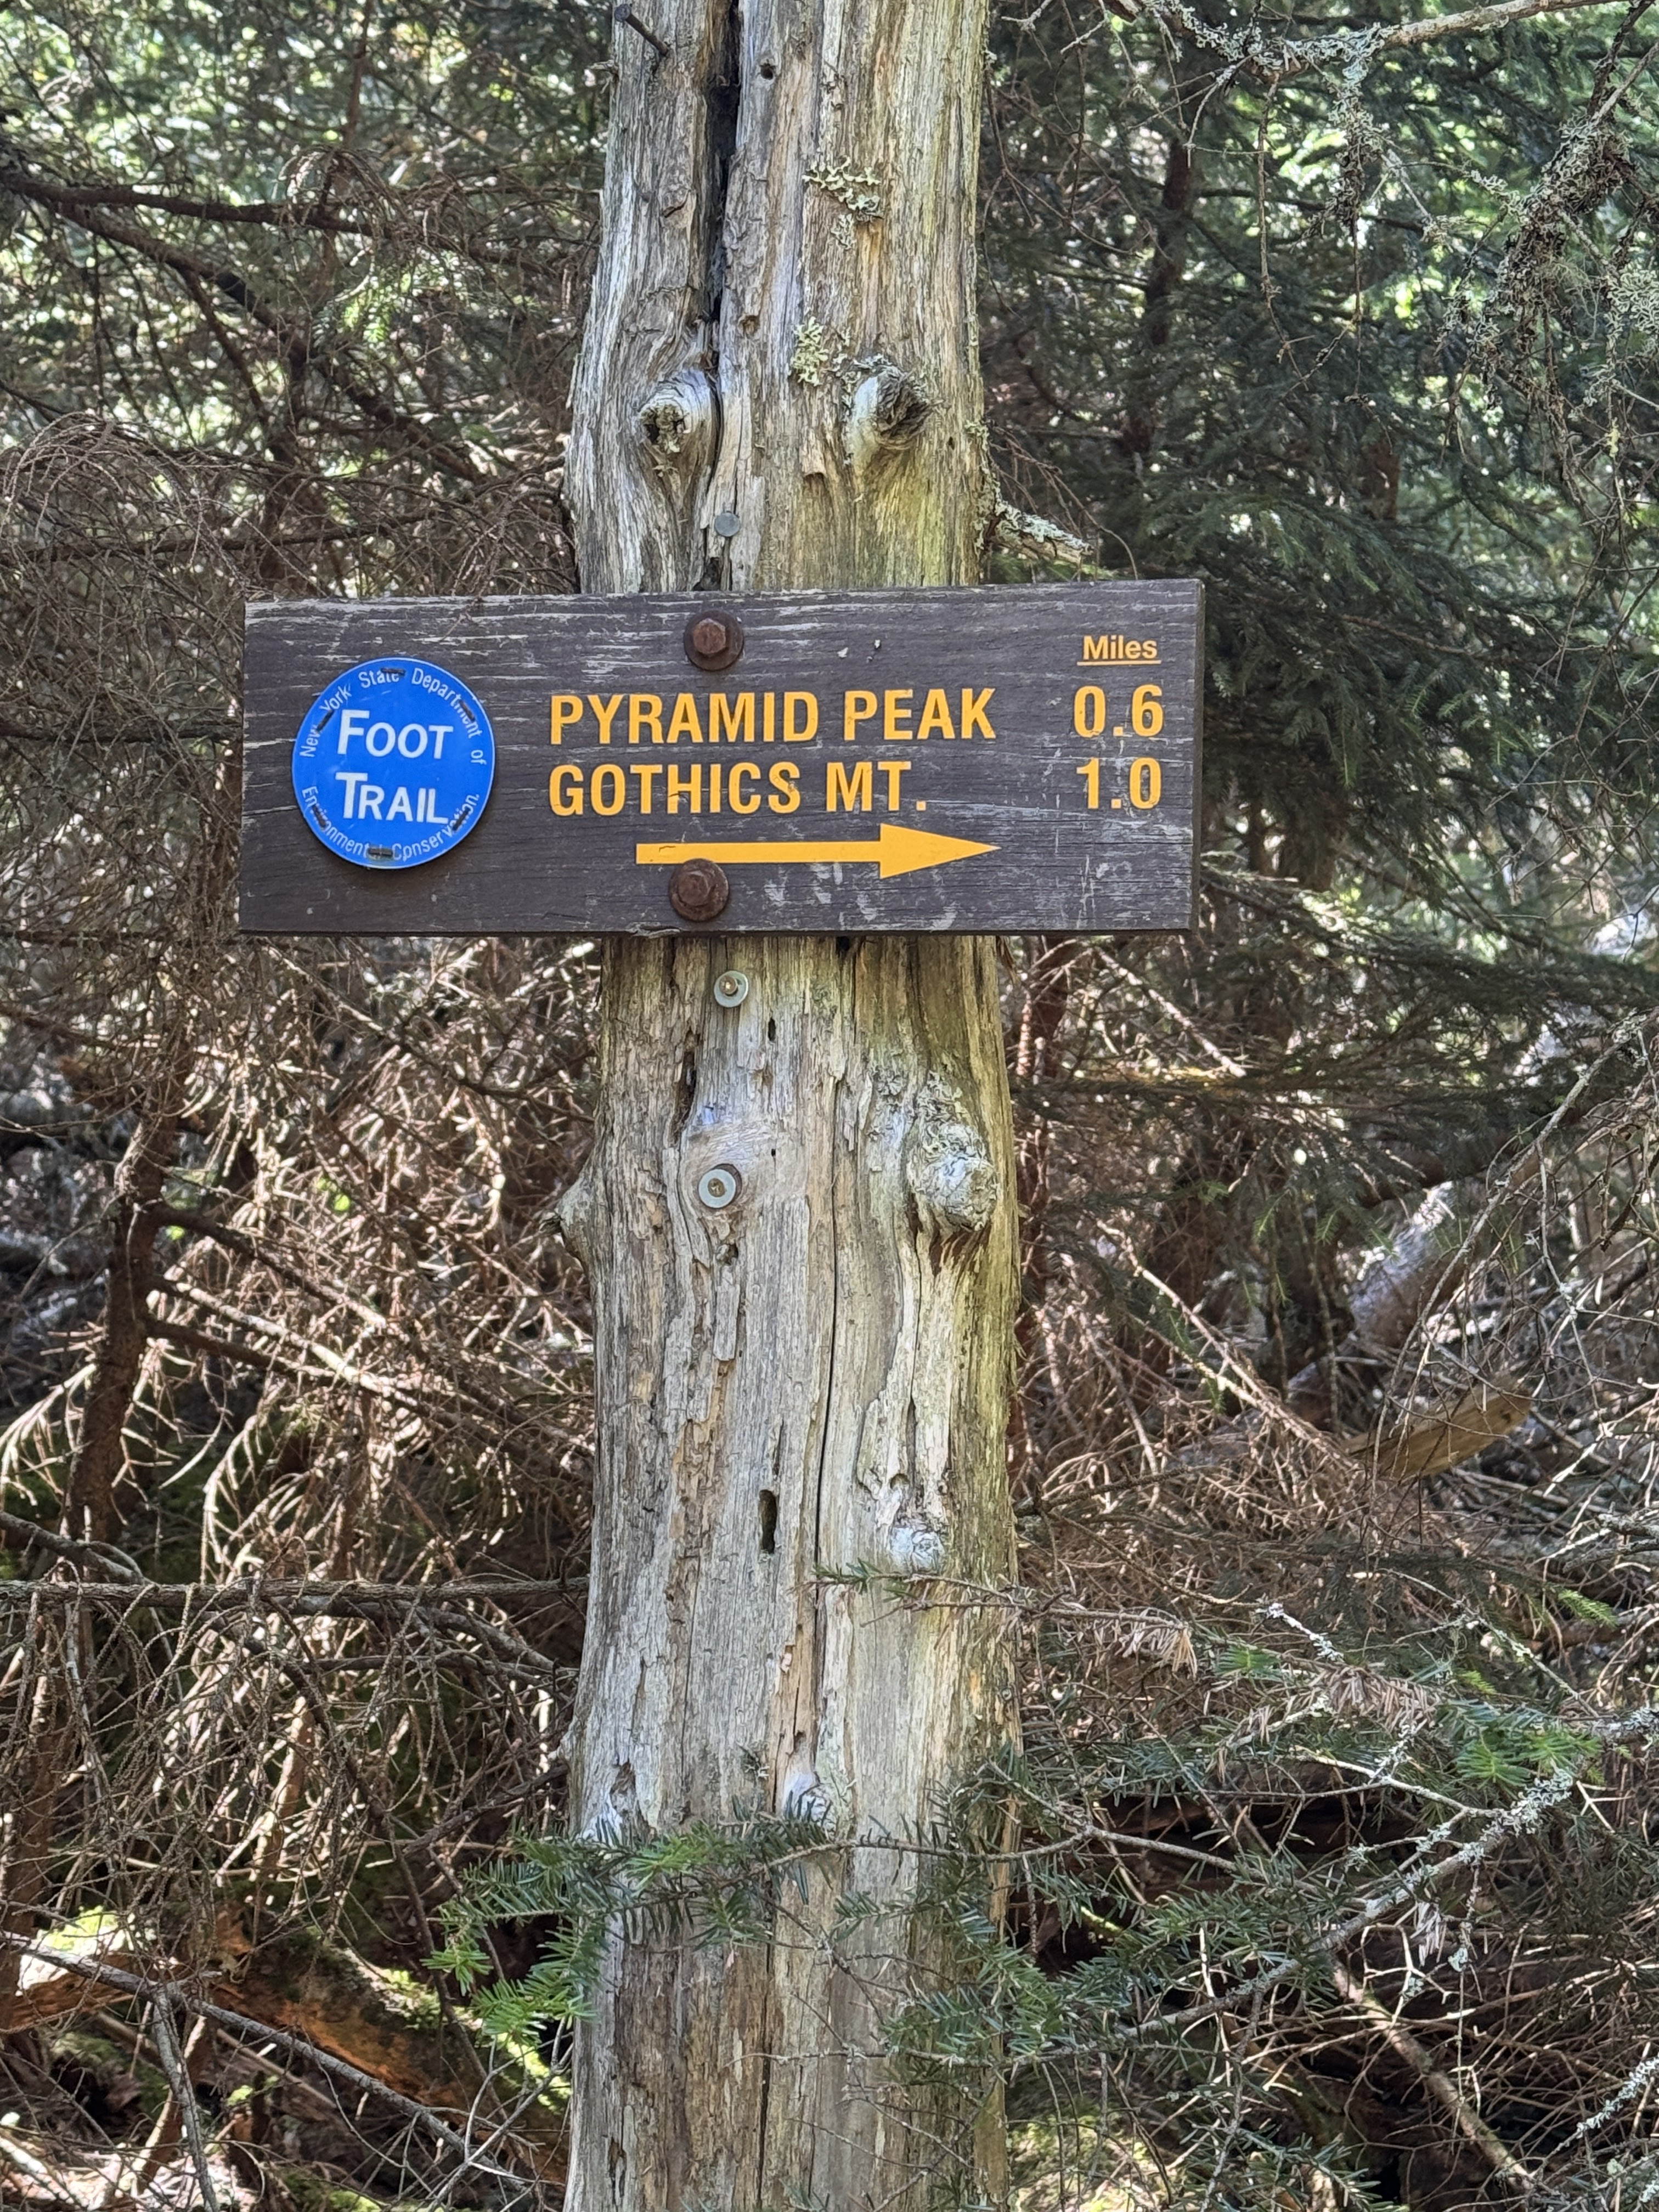 New York State Department of
FOOT
TRAIL
Environmental Conservation
Miles
PYRAMID PEAK 0.6
GOTHICS MT. 1.0